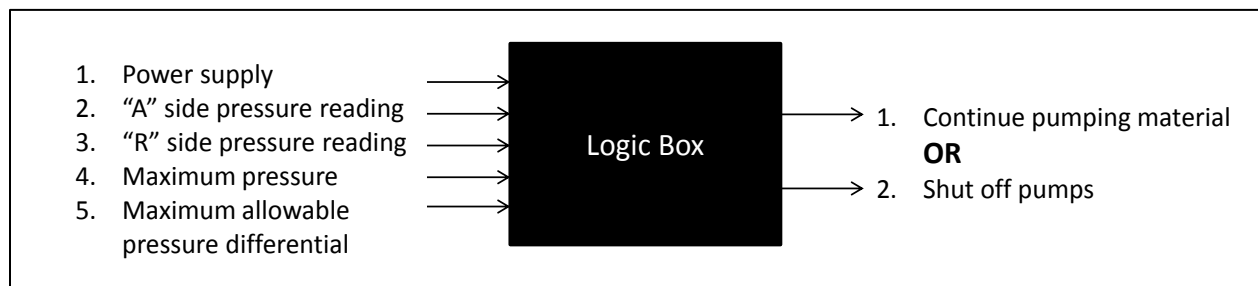 1. Power supply
2. “A” side pressure reading
3. “R” side pressure reading
4. Maximum pressure
5. Maximum allowable
pressure differential
Logic Box
1. Continue pumping material
OR
2. Shut off pumps